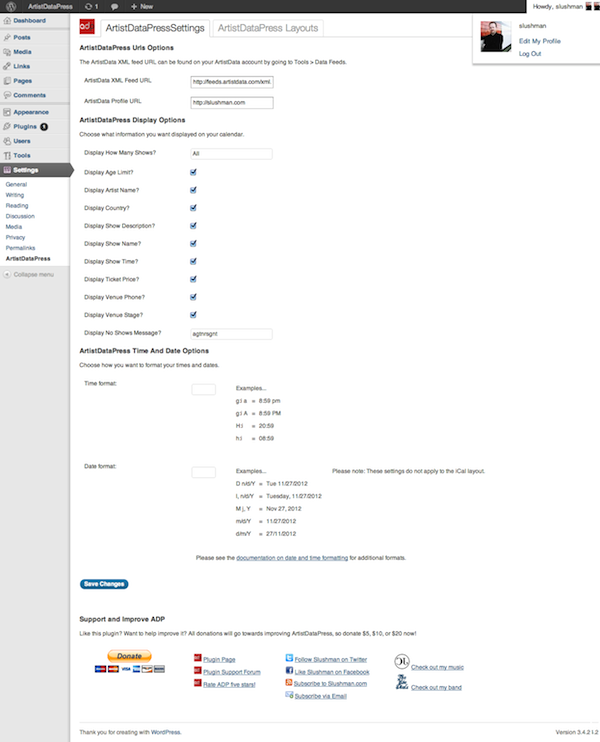 ArtistDataPress 5 + New Howdy, slushman
slushman
Edit My Profile
Log Out
Dashboard
Posts
Media
Links
Pages
Comments
Appearance
Plugins 1
Users
Tools
Settings
General
Writing
Reading
Discussion
Media
Privacy
Permalinks
ArtistDataPress
Collapse menu
ad ArtistDataPressSettings ArtistDataPress Layouts
ArtistDataPress Urls Options
The ArtistData XML Feed URL can be found on your ArtistData account by going to Tools > Data Feeds.
ArtistData XML Feed URL http://feeds.artistdata.com/xml.
ArtistData Profile URL http://slushman.com
ArtistDataPress Display Options
Choose what information you want displayed on your calendar.
Display How Many Shows? All
Display Age Limit?
Display Artist Name?
Display Country?
Display Show Description?
Display Show Name?
Display Show Time?
Display Ticket Price?
Display Venue Phone?
Display Venue Stage?
Display No Shows Message?
ArtistDataPress Time And Date Options
Choose how you want to format your times and dates.
Time format: Examples...
g:i a = 8:59 pm
g:i A = 8:59 PM
H:i = 20:59
h:i = 08:59
Date format: Examples... Please note: These settings do not apply to the iCal layout.
D n/d/Y = Tue 11/27/2012
l, n/d/Y = Tuesday, 11/27/2012
M j, Y = Nov 27, 2012
m/d/Y = 11/27/2012
d/m/Y = 27/11/2012
Please see the documentation on date and time formatting for additional formats.
Save Changes
Support and Improve ADP
Like this plugin? Want to help improve it? All donations will go towards improving ArtistDataPress, so donate $5, $10, or $20 now!
Donate
Plugin Page
Plugin Support Forum
Rate ADP five stars!
Follow Slushman on Twitter
Like Slushman on Facebook
Subscribe to Slushman.com
Subscribe via Email
Check out my music
Check out my band
Thank you for creating with WordPress. Version 3.4.2